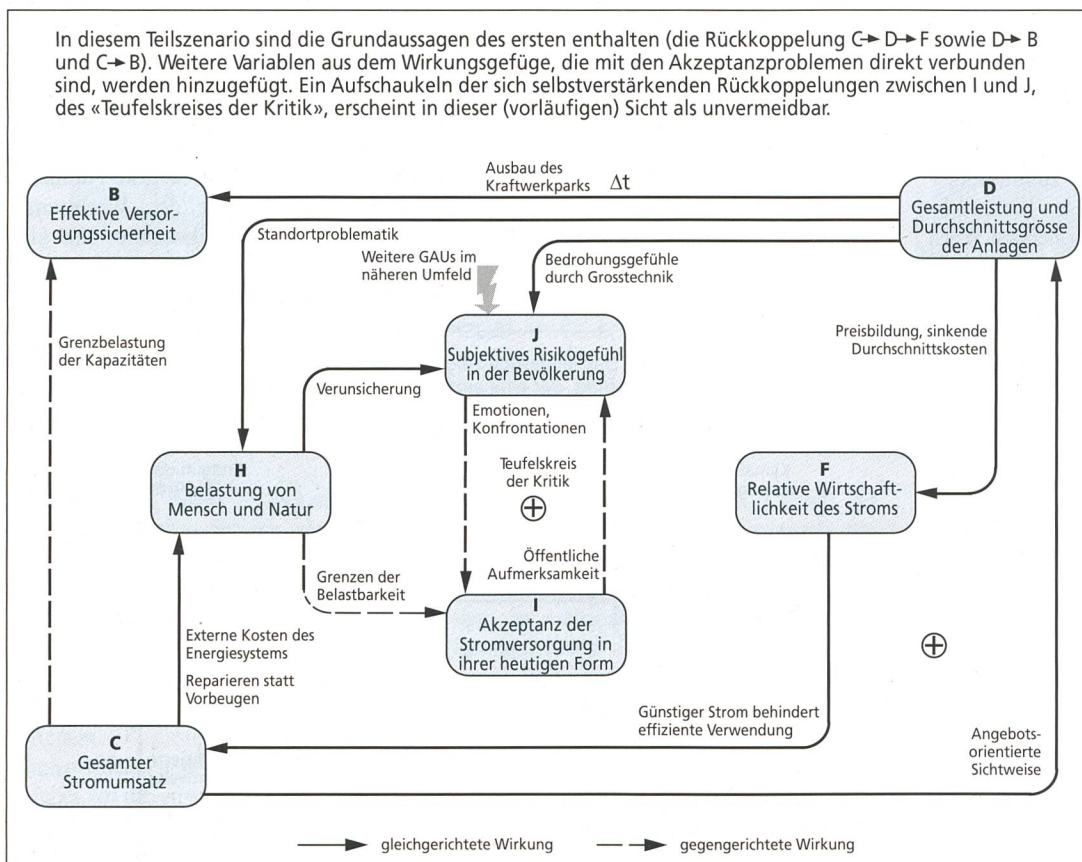 In diesem Teilszenario sind die Grundaussagen des ersten enthalten (die Rückkoppelung C→ D→ F sowie D→ B
und C→ B). Weitere Variablen aus dem Wirkungsgefüge, die mit den Akzeptanzproblemen direkt verbunden
sind, werden hinzugefügt. Ein Aufschaukeln der sich selbstverstärkenden Rückkoppelungen zwischen I und J,
des «Teufelskreises der Kritik», erscheint in dieser (vorläufigen) Sicht als unvermeidbar.
Ausbau des
Kraftwerkparks Δt
B
Effektive Versor-
gungssicherheit
D
Gesamtleistung und
Durchschnittsgrösse
der Anlagen
Standortproblematik
Weitere GAUs im
näheren Umfeld
Bedrohungsgefühle
durch Grosstechnik
Grenzbelastung
der Kapazitäten
J
Subjektives Risikogefühl
in der Bevölkerung
Preisbildung, sinkende
Durchschnittskosten
Verunsicherung
Emotionen,
Konfrontationen
H
Belastung von
Mensch und Natur
Teufelskreis
der Kritik
⊕
F
Relative Wirtschaft-
lichkeit des Stroms
Grenzen der
Belastbarkeit
Öffentliche
Aufmerksamkeit
I
Akzeptanz der
Stromversorgung in
ihrer heutigen Form
Externe Kosten des
Energiesystems
Reparieren statt
Vorbeugen
⊕
C
Gesamter
Stromumsatz
Günstiger Strom behindert
effiziente Verwendung
Angebots-
orientierte
Sichtweise
gleichgerichtete Wirkung
gegengerichtete Wirkung